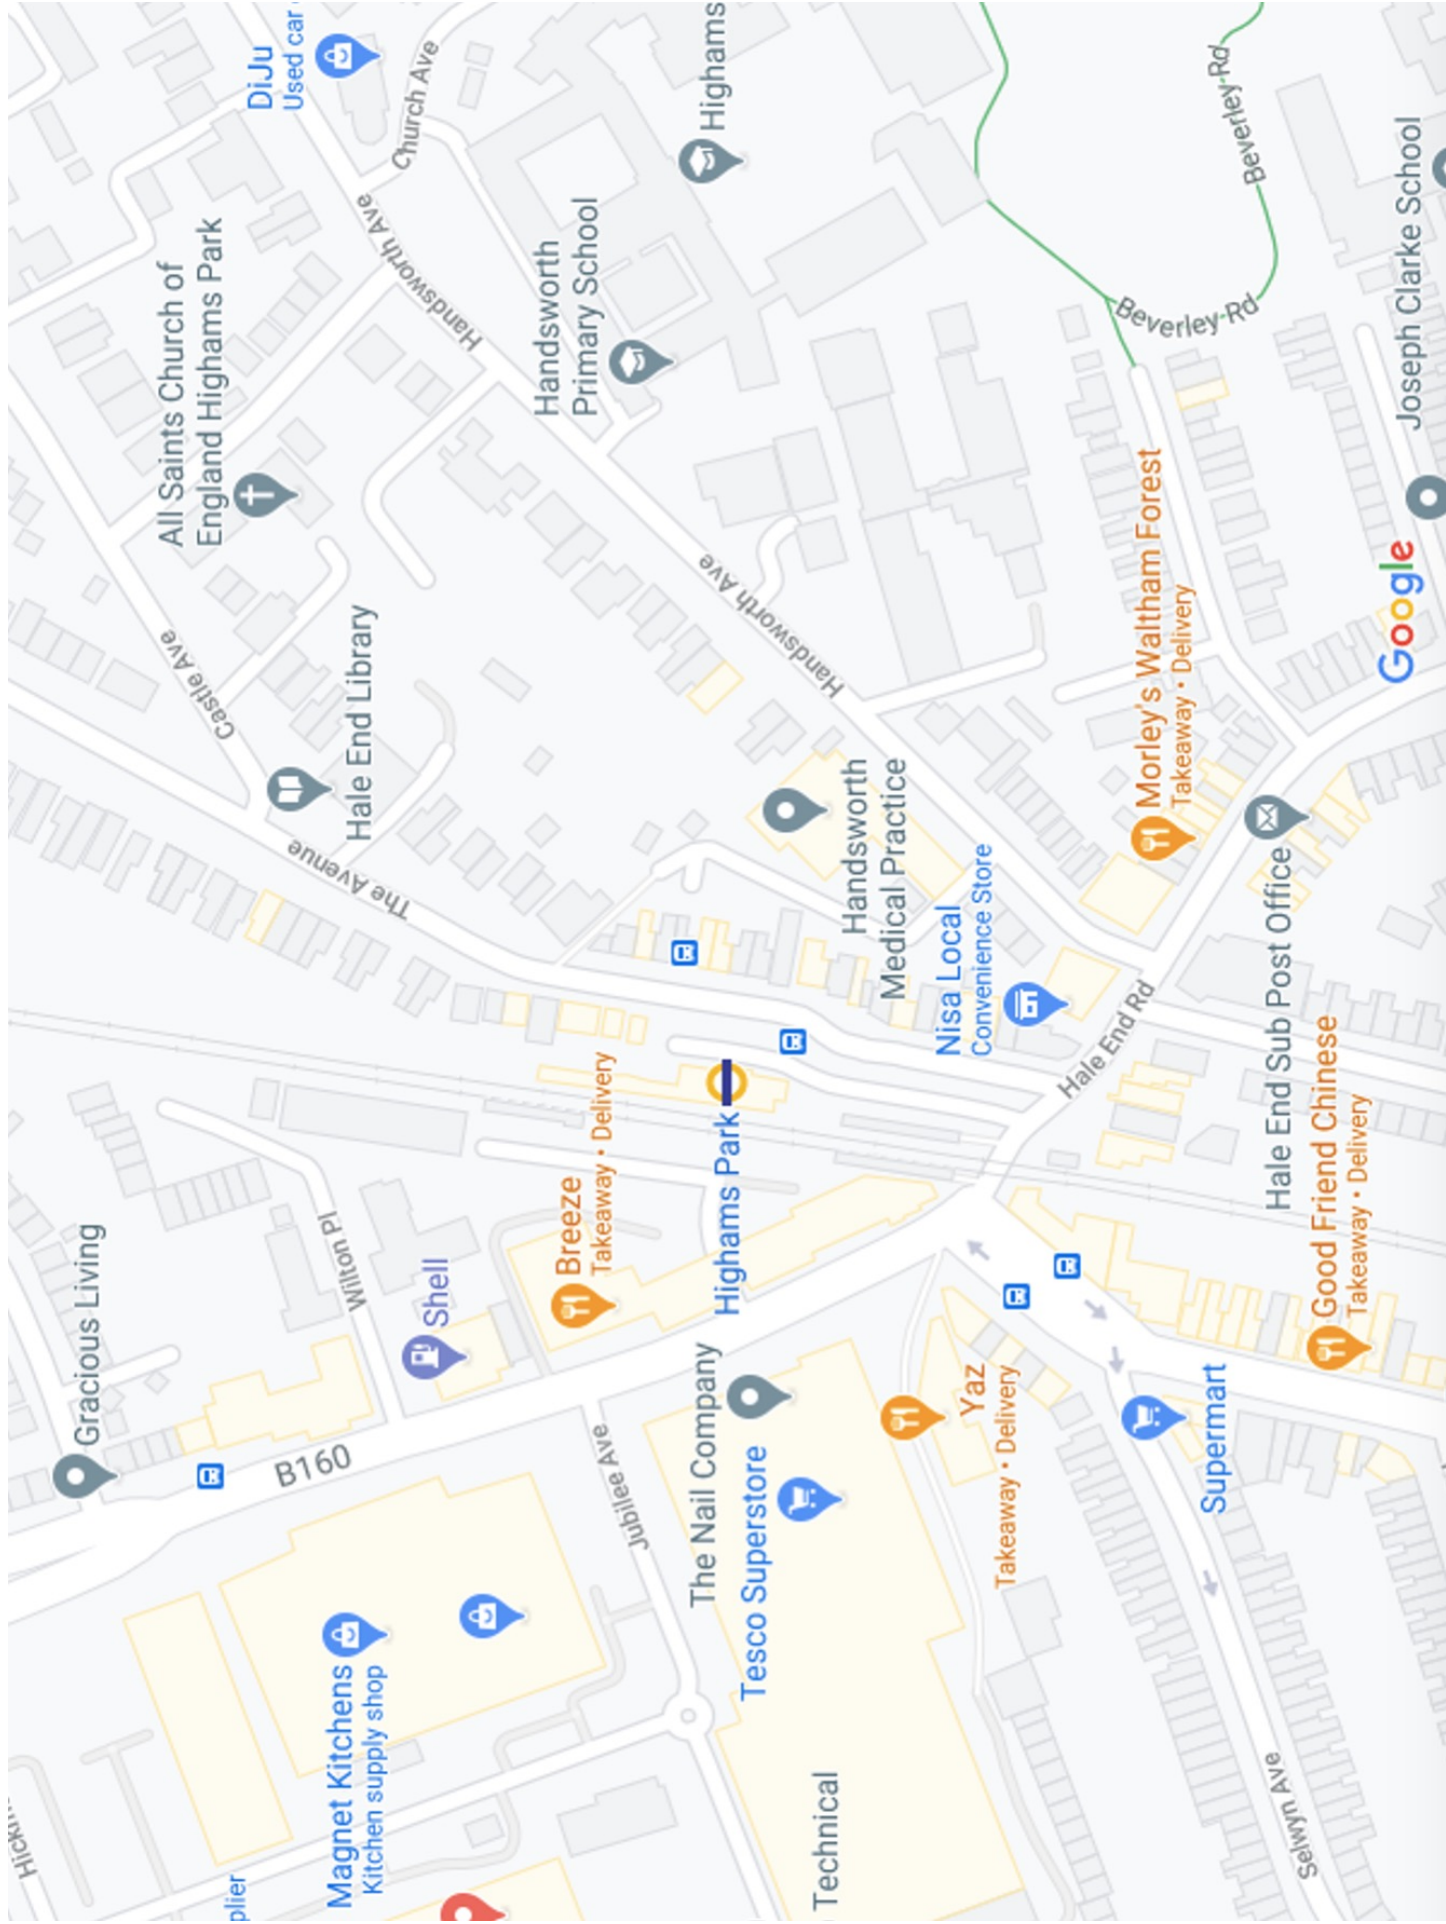 Gracious Living
All Saints Church of
England Highams Park
Castle Ave
plier
DiJu
Used car
B160
Magnet Kitchens
Kitchen supply shop
Wilton Pl
The Avenue
Hale End Library
Church Ave
Handsworth Ave
Shell
Handsworth
Primary School
Breeze
Takeaway • Delivery
Jubilee Ave
The Nail Company
Highams Park
Highams
Tesco Superstore
Handsworth Ave
Technical
Handsworth
Medical Practice
Nisa Local
Convenience Store
Yaz
Takeaway • Delivery
Hale End Rd
Morley's Waltham Forest
Takeaway • Delivery
Beverley Rd
Beverley Rd
Supermart
Hale End Sub Post Office
Selwyn Ave
Good Friend Chinese
Takeaway • Delivery
Google
Joseph Clarke School